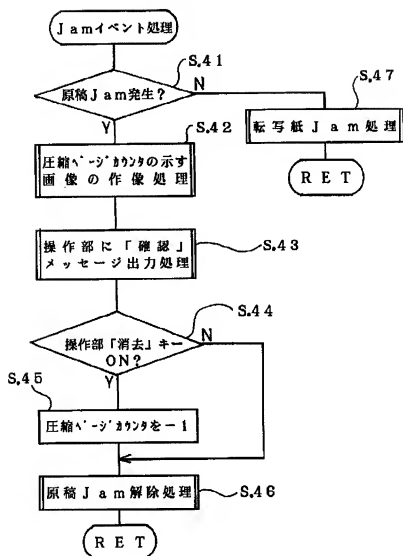 Jamイベント処理
S.41
原稿Jam発生?
N
S.47
転写紙Jam処理
RET
Y
S.42
圧縮ページカウンタの示す
画像の作像処理
操作部に「確認」
メッセージ出力処理
S.43
S.44
操作部「消去」キー
ON?
N
Y
S.45
圧縮ページカウンタを-1
原稿Jam解除処理
S.46
RET